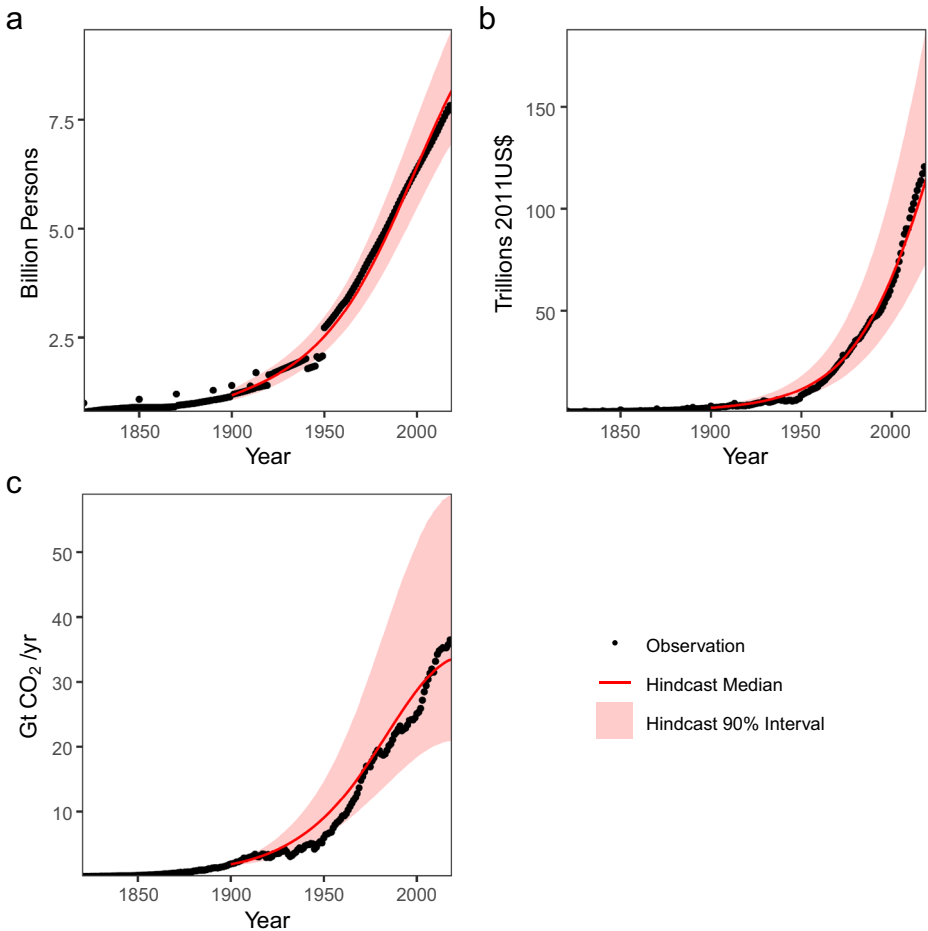 a
Billion Persons
7.5
5.0
2.5
1850
1900
1950
2000
Year
b
Trillions 2011US$
150
100
50
1850
1900
1950
2000
Year
c
Gt CO₂ /yr
50
40
30
20
10
1850
1900
1950
2000
Year
Observation
Hindcast Median
Hindcast 90% Interval